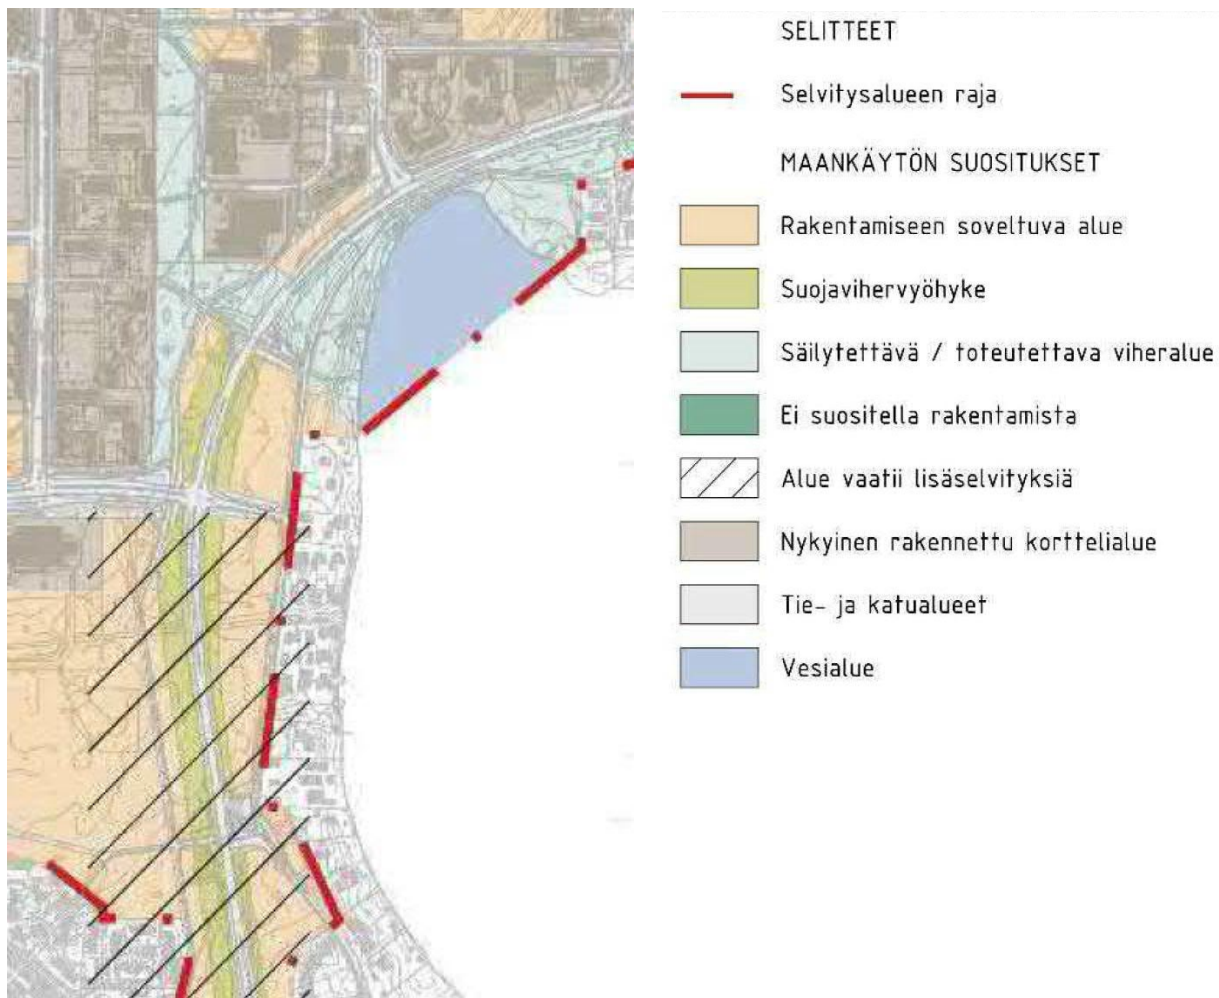 SELITTEET
Selvitysalueen raja
MAANKÄYTÖN SUOSITUKSET
Rakentamiseen soveltuva alue
Suojavihervyöhyke
Säilytettävä / toteutettava viheralue
Ei suositella rakentamista
Alue vaatii lisäselvityksiä
Nykyinen rakennettu korttelialue
Tie- ja katualueet
Vesialue